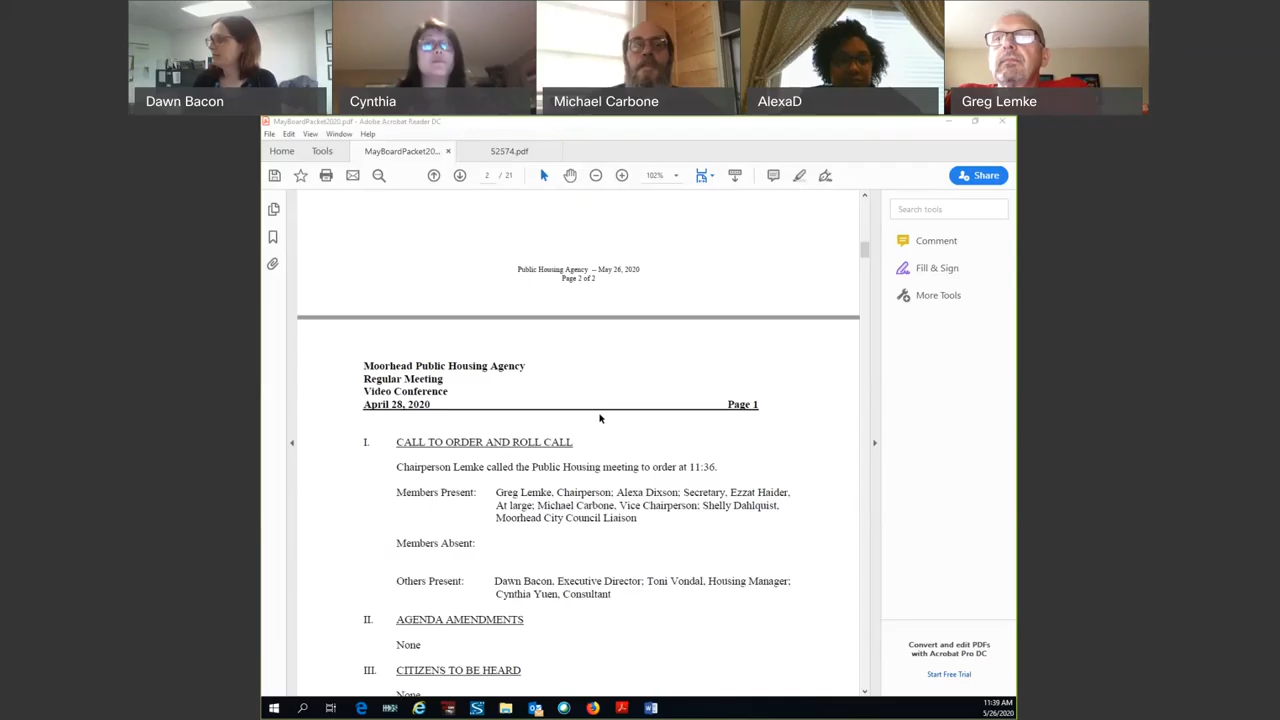 Dawn Bacon
Cynthia
Michael Carbone
AlexaD
Greg Lemke
MayBoardPacket2020.pdf - Adobe Acrobat Reader DC
File Edit View Window Help
Home Tools MayBoardPacket20... × 52574.pdf
2 / 21 102% Share
Search tools
Comment
Fill & Sign
More Tools
Public Housing Agency -- May 26, 2020
Page 2 of 2
Moorhead Public Housing Agency
Regular Meeting
Video Conference
April 28, 2020 Page 1
I. CALL TO ORDER AND ROLL CALL
Chairperson Lemke called the Public Housing meeting to order at 11:36.
Members Present: Greg Lemke, Chairperson; Alexa Dixson; Secretary, Ezzat Haider,
At large; Michael Carbone, Vice Chairperson; Shelly Dahlquist,
Moorhead City Council Liaison
Members Absent:
Others Present: Dawn Bacon, Executive Director; Toni Vondal, Housing Manager;
Cynthia Yuen, Consultant
II. AGENDA AMENDMENTS
None
III. CITIZENS TO BE HEARD
None
Convert and edit PDFs
with Acrobat Pro DC
Start Free Trial
11:39 AM
5/26/2020